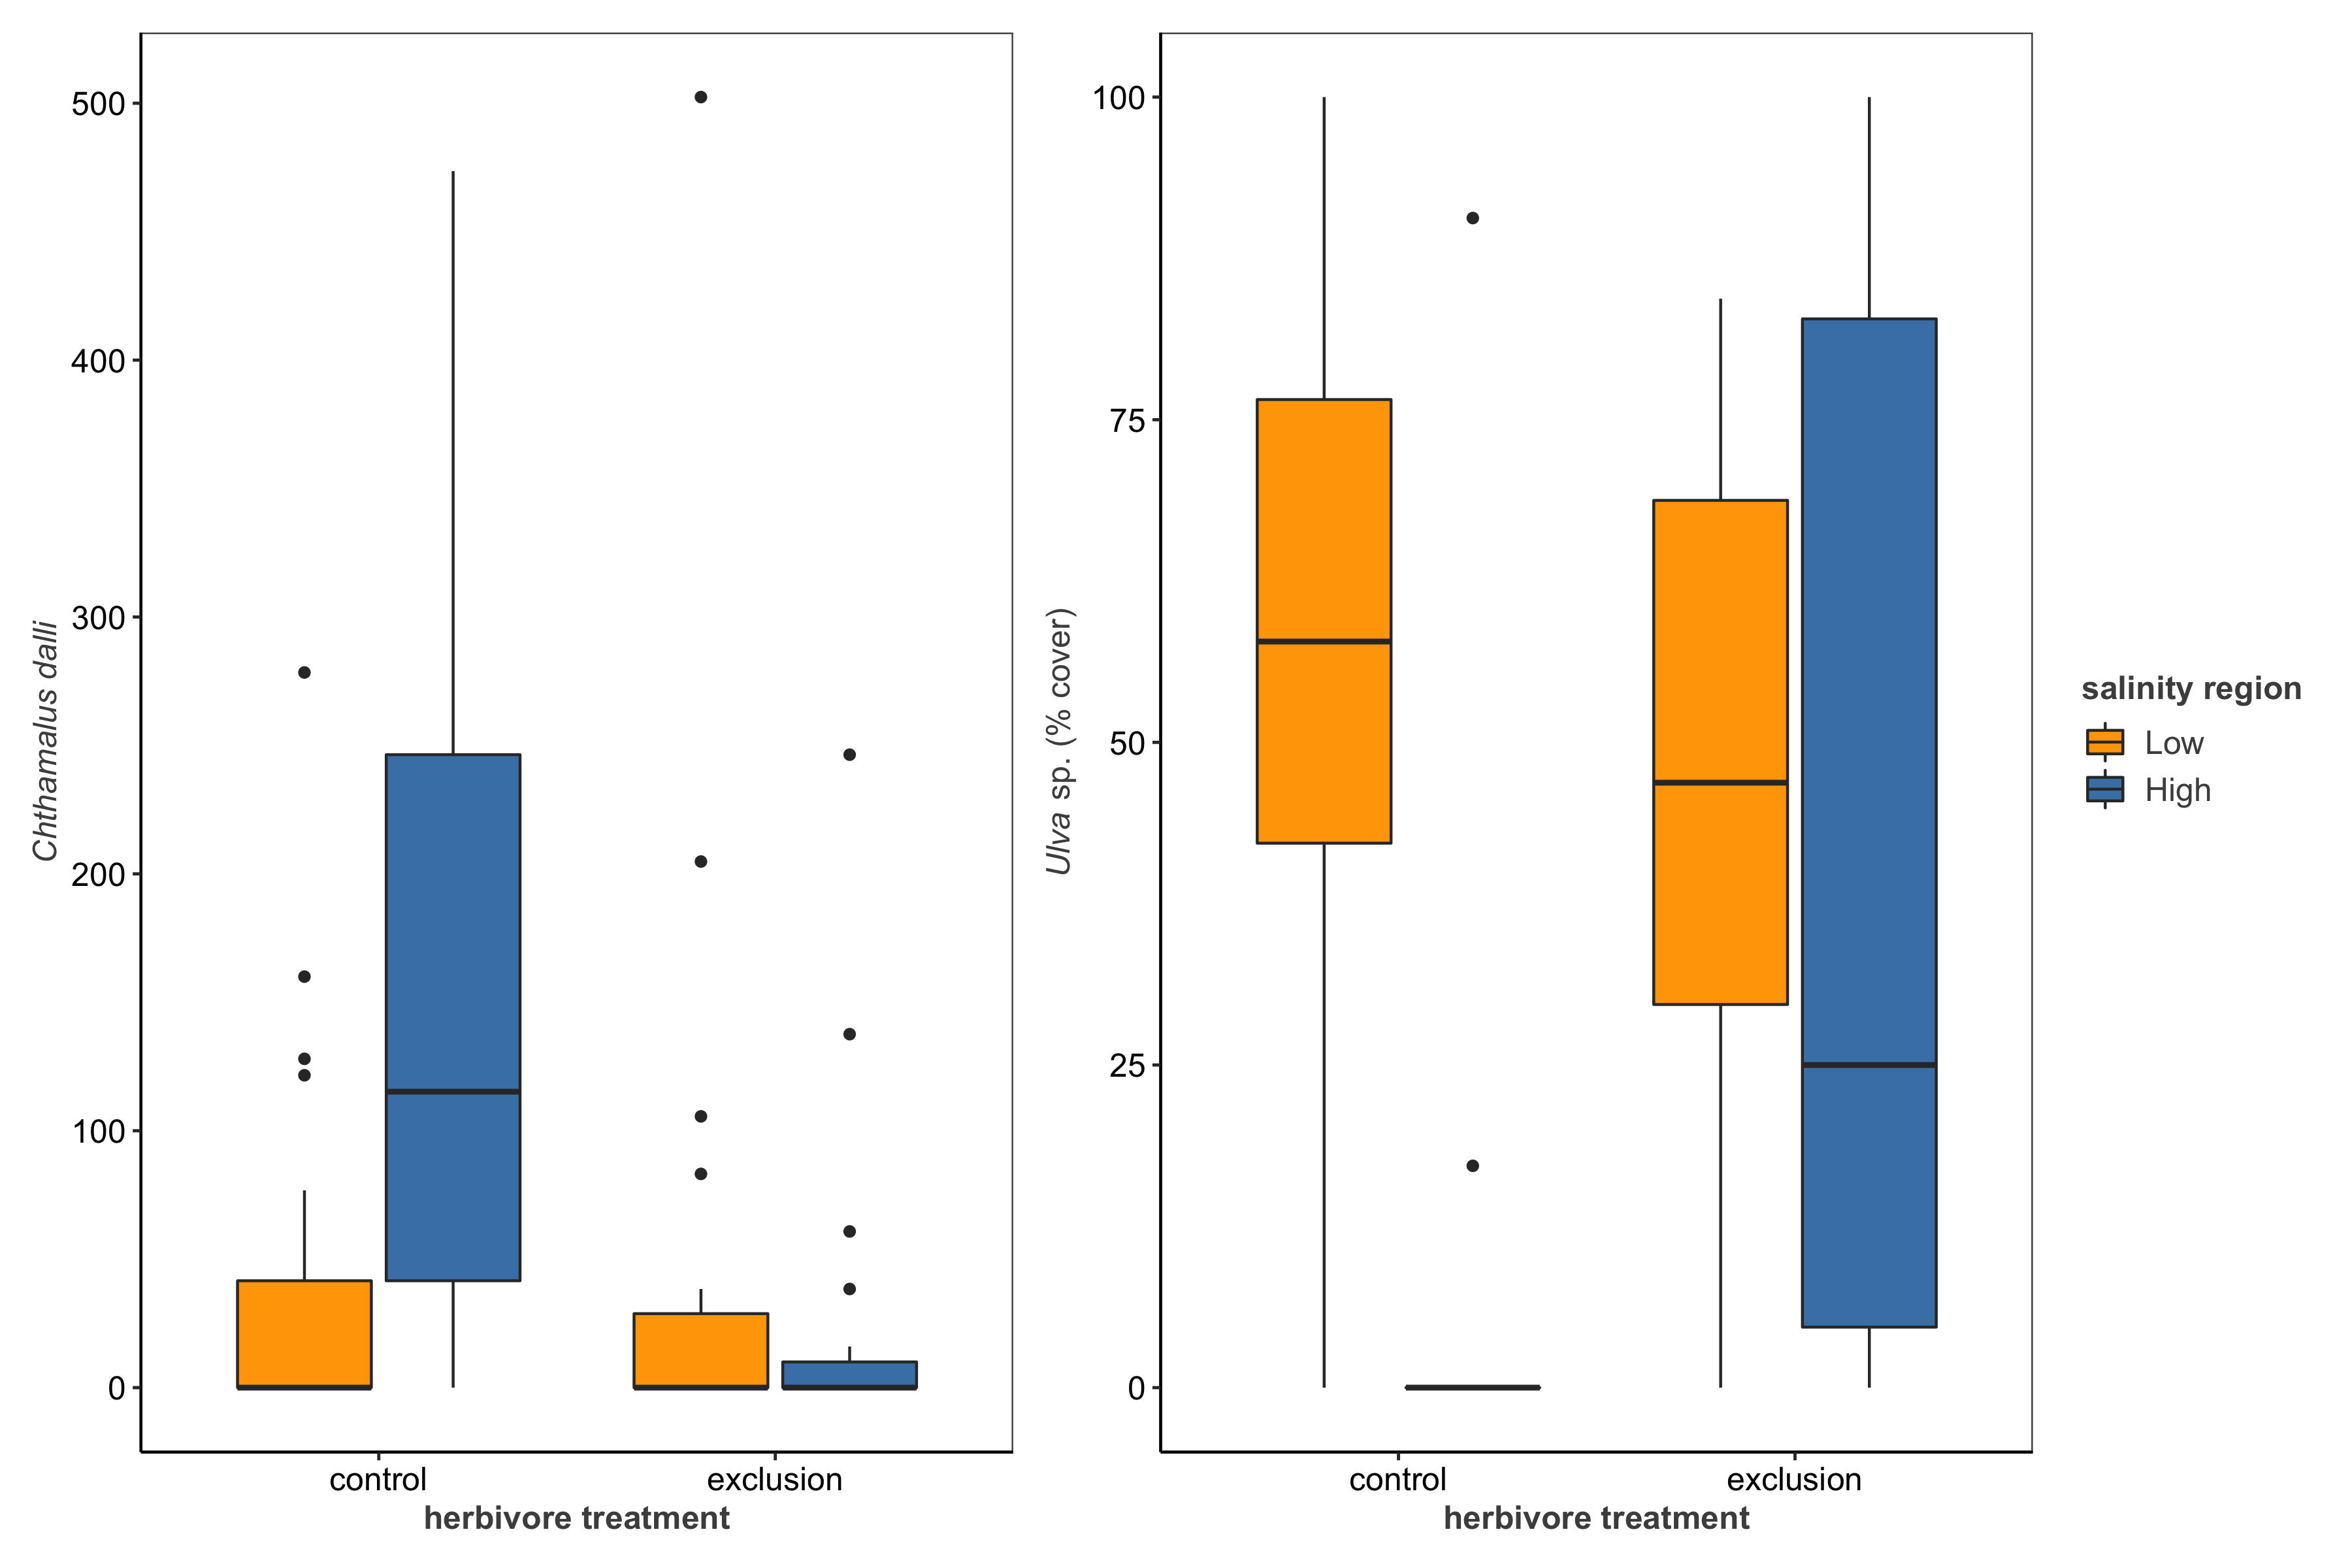 500
400
300
200
100
0
Chthamalus dalli
control exclusion
herbivore treatment
100
75
50
25
0
Ulva sp. (% cover)
control exclusion
herbivore treatment
salinity region
Low
High